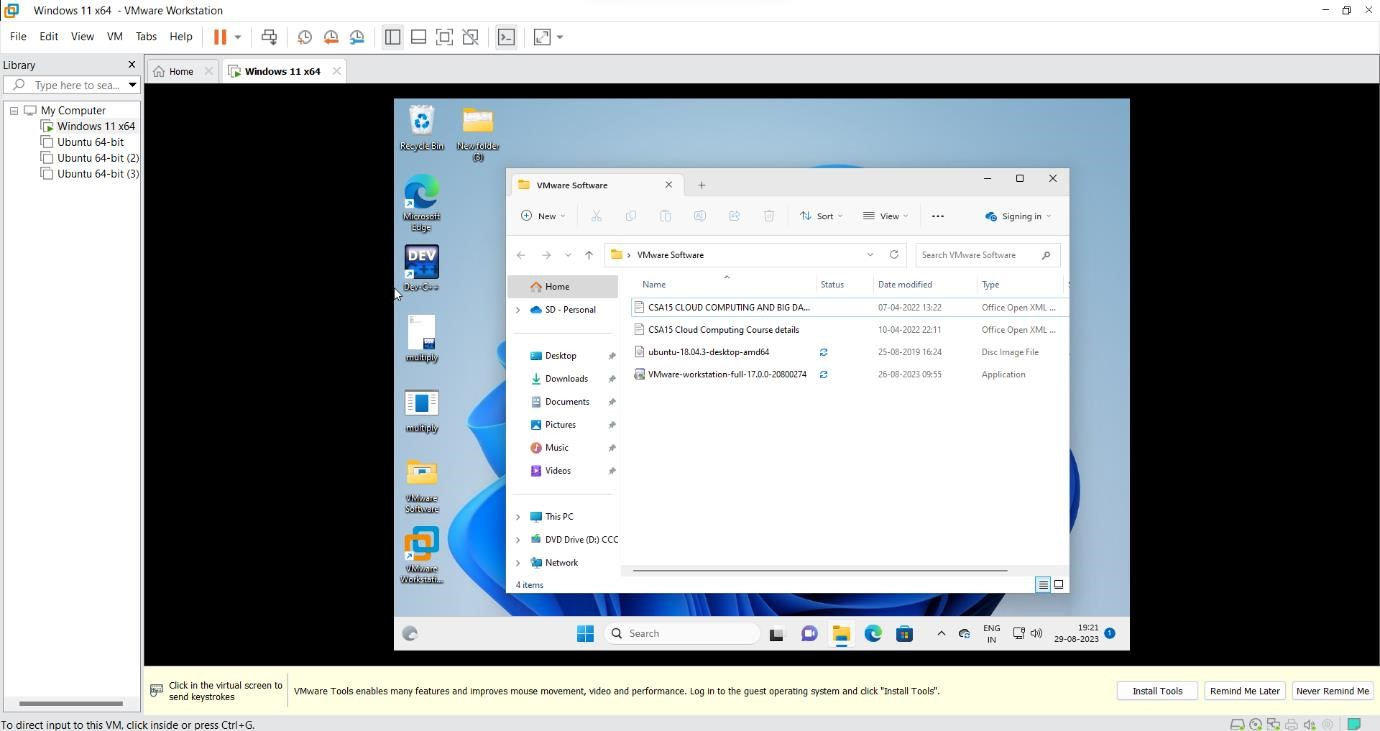 Windows 11 x64 - VMware Workstation
File Edit View VM Tabs Help
Library
Type here to sea...
My Computer
Windows 11 x64
Ubuntu 64-bit
Ubuntu 64-bit (2)
Ubuntu 64-bit (3)
Home
Windows 11 x64
Recycle Bin
New folder
(3)
Microsoft
Edge
DEV
Dev-C++
multiply
multiply
VMware
Software
VMware
Workstati...
VMware Software
New
Sort
View
Signing in
VMware Software
Search VMware Software
Home
SD - Personal
Desktop
Downloads
Documents
Pictures
Music
Videos
This PC
DVD Drive (D:) CCC
Network
Name Status Date modified Type
CSA15 CLOUD COMPUTING AND BIG DA... 07-04-2022 13:22 Office Open XML ...
CSA15 Cloud Computing Course details 10-04-2022 22:11 Office Open XML ...
ubuntu-18.04.3-desktop-amd64 25-08-2019 16:24 Disc Image File
VMware-workstation-full-17.0.0-20800274 26-08-2023 09:55 Application
4 items
Search
ENG
IN
19:21
29-08-2023
1
Click in the virtual screen to
send keystrokes
VMware Tools enables many features and improves mouse movement, video and performance. Log in to the guest operating system and click "Install Tools".
Install Tools
Remind Me Later
Never Remind Me
To direct input to this VM, click inside or press Ctrl+G.